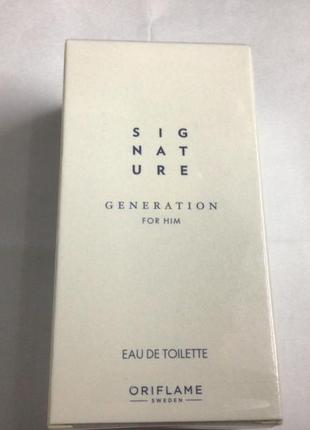 SIG
NAT
URE
GENERATION
FOR HIM
EAU DE TOILETTE
ORIFLAME
SWEDEN